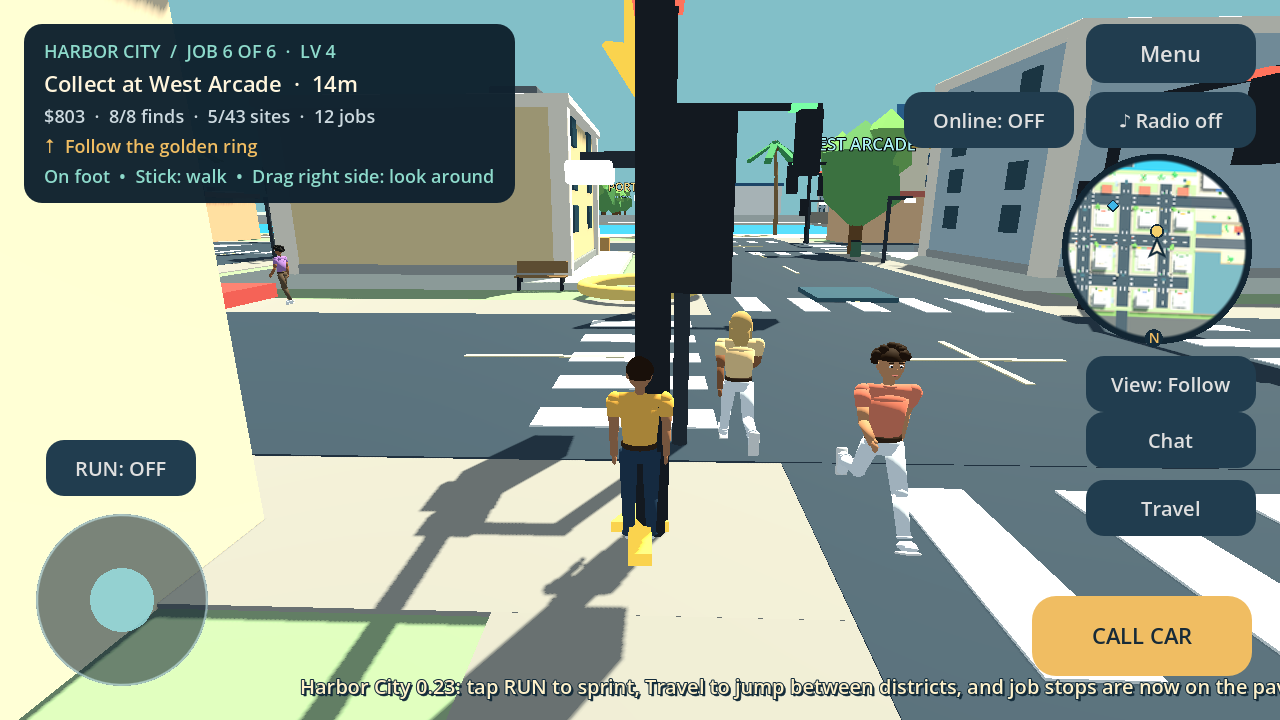 HARBOR CITY / JOB 6 OF 6 · LV 4
Collect at West Arcade · 14m
$803 · 8/8 finds · 5/43 sites · 12 jobs
↑ Follow the golden ring
On foot • Stick: walk • Drag right side: look around
Menu
Online: OFF
♪ Radio off
EST ARCADE
PORT
N
View: Follow
Chat
RUN: OFF
Travel
CALL CAR
Harbor City 0.23: tap RUN to sprint, Travel to jump between districts, and job stops are now on the pav